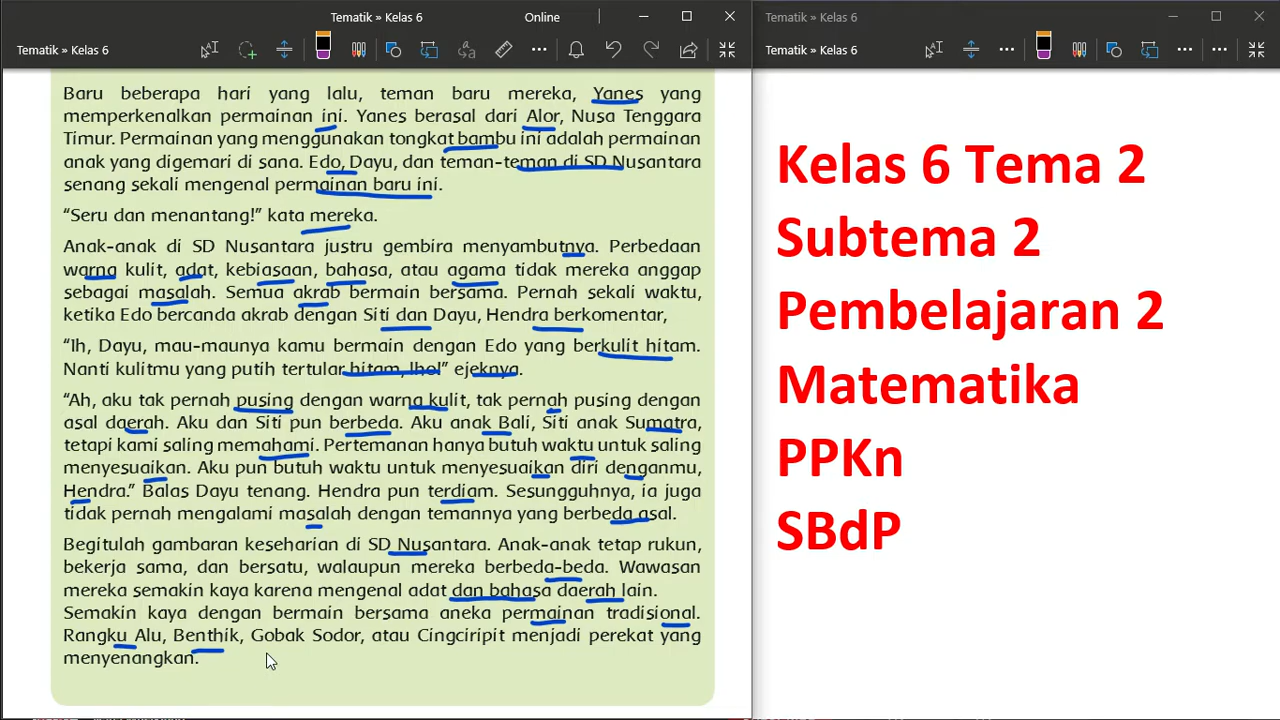 Tematik » Kelas 6
Online
Tematik » Kelas 6
Tematik » Kelas 6
Tematik » Kelas 6
Baru beberapa hari yang lalu, teman baru mereka, Yanes yang
memperkenalkan permainan ini. Yanes berasal dari Alor, Nusa Tenggara
Timur. Permainan yang menggunakan tongkat bambu ini adalah permainan
anak yang digemari di sana. Edo, Dayu, dan teman-teman di SD Nusantara
senang sekali mengenal permainan baru ini.
“Seru dan menantang!” kata mereka.
Anak-anak di SD Nusantara justru gembira menyambutnya. Perbedaan
warna kulit, adat, kebiasaan, bahasa, atau agama tidak mereka anggap
sebagai masalah. Semua akrab bermain bersama. Pernah sekali waktu,
ketika Edo bercanda akrab dengan Siti dan Dayu, Hendra berkomentar,
“Ih, Dayu, mau-maunya kamu bermain dengan Edo yang berkulit hitam.
Nanti kulitmu yang putih tertular hitam, lho!” ejeknya.
“Ah, aku tak pernah pusing dengan warna kulit, tak pernah pusing dengan
asal daerah. Aku dan Siti pun berbeda. Aku anak Bali, Siti anak Sumatra,
tetapi kami saling memahami. Pertemanan hanya butuh waktu untuk saling
menyesuaikan. Aku pun butuh waktu untuk menyesuaikan diri denganmu,
Hendra.” Balas Dayu tenang. Hendra pun terdiam. Sesungguhnya, ia juga
tidak pernah mengalami masalah dengan temannya yang berbeda asal.
Begitulah gambaran keseharian di SD Nusantara. Anak-anak tetap rukun,
bekerja sama, dan bersatu, walaupun mereka berbeda-beda. Wawasan
mereka semakin kaya karena mengenal adat dan bahasa daerah lain.
Semakin kaya dengan bermain bersama aneka permainan tradisional.
Rangku Alu, Benthik, Gobak Sodor, atau Cingciripit menjadi perekat yang
menyenangkan.
Kelas 6 Tema 2
Subtema 2
Pembelajaran 2
Matematika
PPKn
SBdP